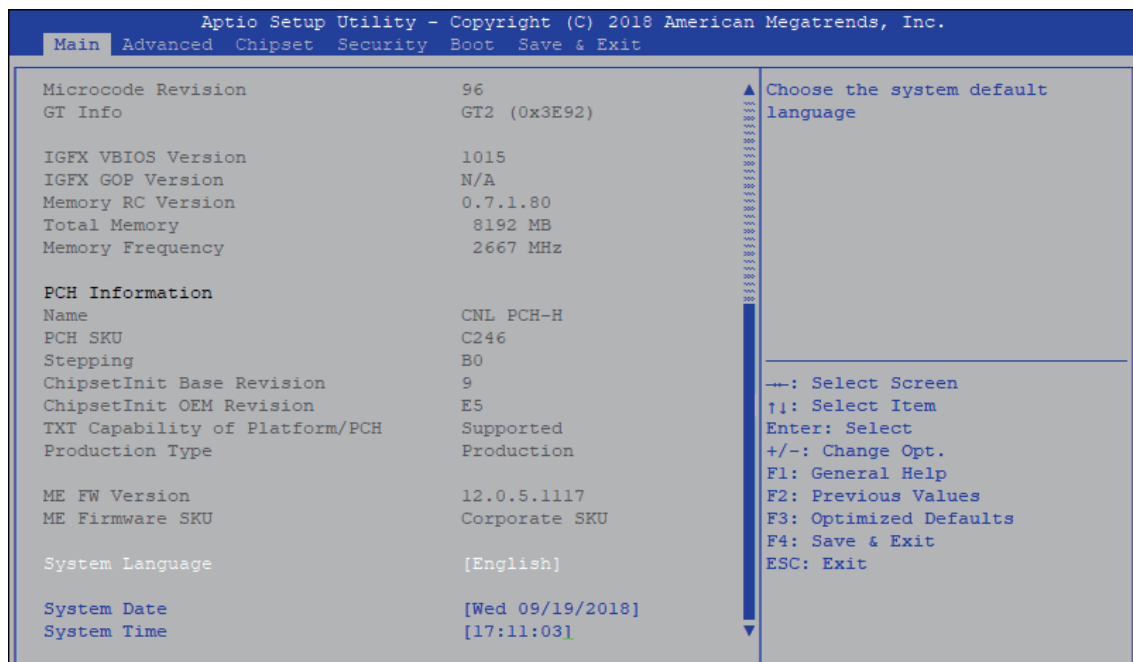 Aptio Setup Utility - Copyright (C) 2018 American Megatrends, Inc.
Main Advanced Chipset Security Boot Save & Exit
Microcode Revision 96
GT Info GT2 (0x3E92)
IGFX VBIOS Version 1015
IGFX GOP Version N/A
Memory RC Version 0.7.1.80
Total Memory 8192 MB
Memory Frequency 2667 MHz
PCH Information
Name CNL PCH-H
PCH SKU C246
Stepping B0
ChipsetInit Base Revision 9
ChipsetInit OEM Revision E5
TXT Capability of Platform/PCH Supported
Production Type Production
ME FW Version 12.0.5.1117
ME Firmware SKU Corporate SKU
System Language [English]
System Date [Wed 09/19/2018]
System Time [17:11:03]
Choose the system default
language
→←: Select Screen
↑↓: Select Item
Enter: Select
+/-: Change Opt.
F1: General Help
F2: Previous Values
F3: Optimized Defaults
F4: Save & Exit
ESC: Exit